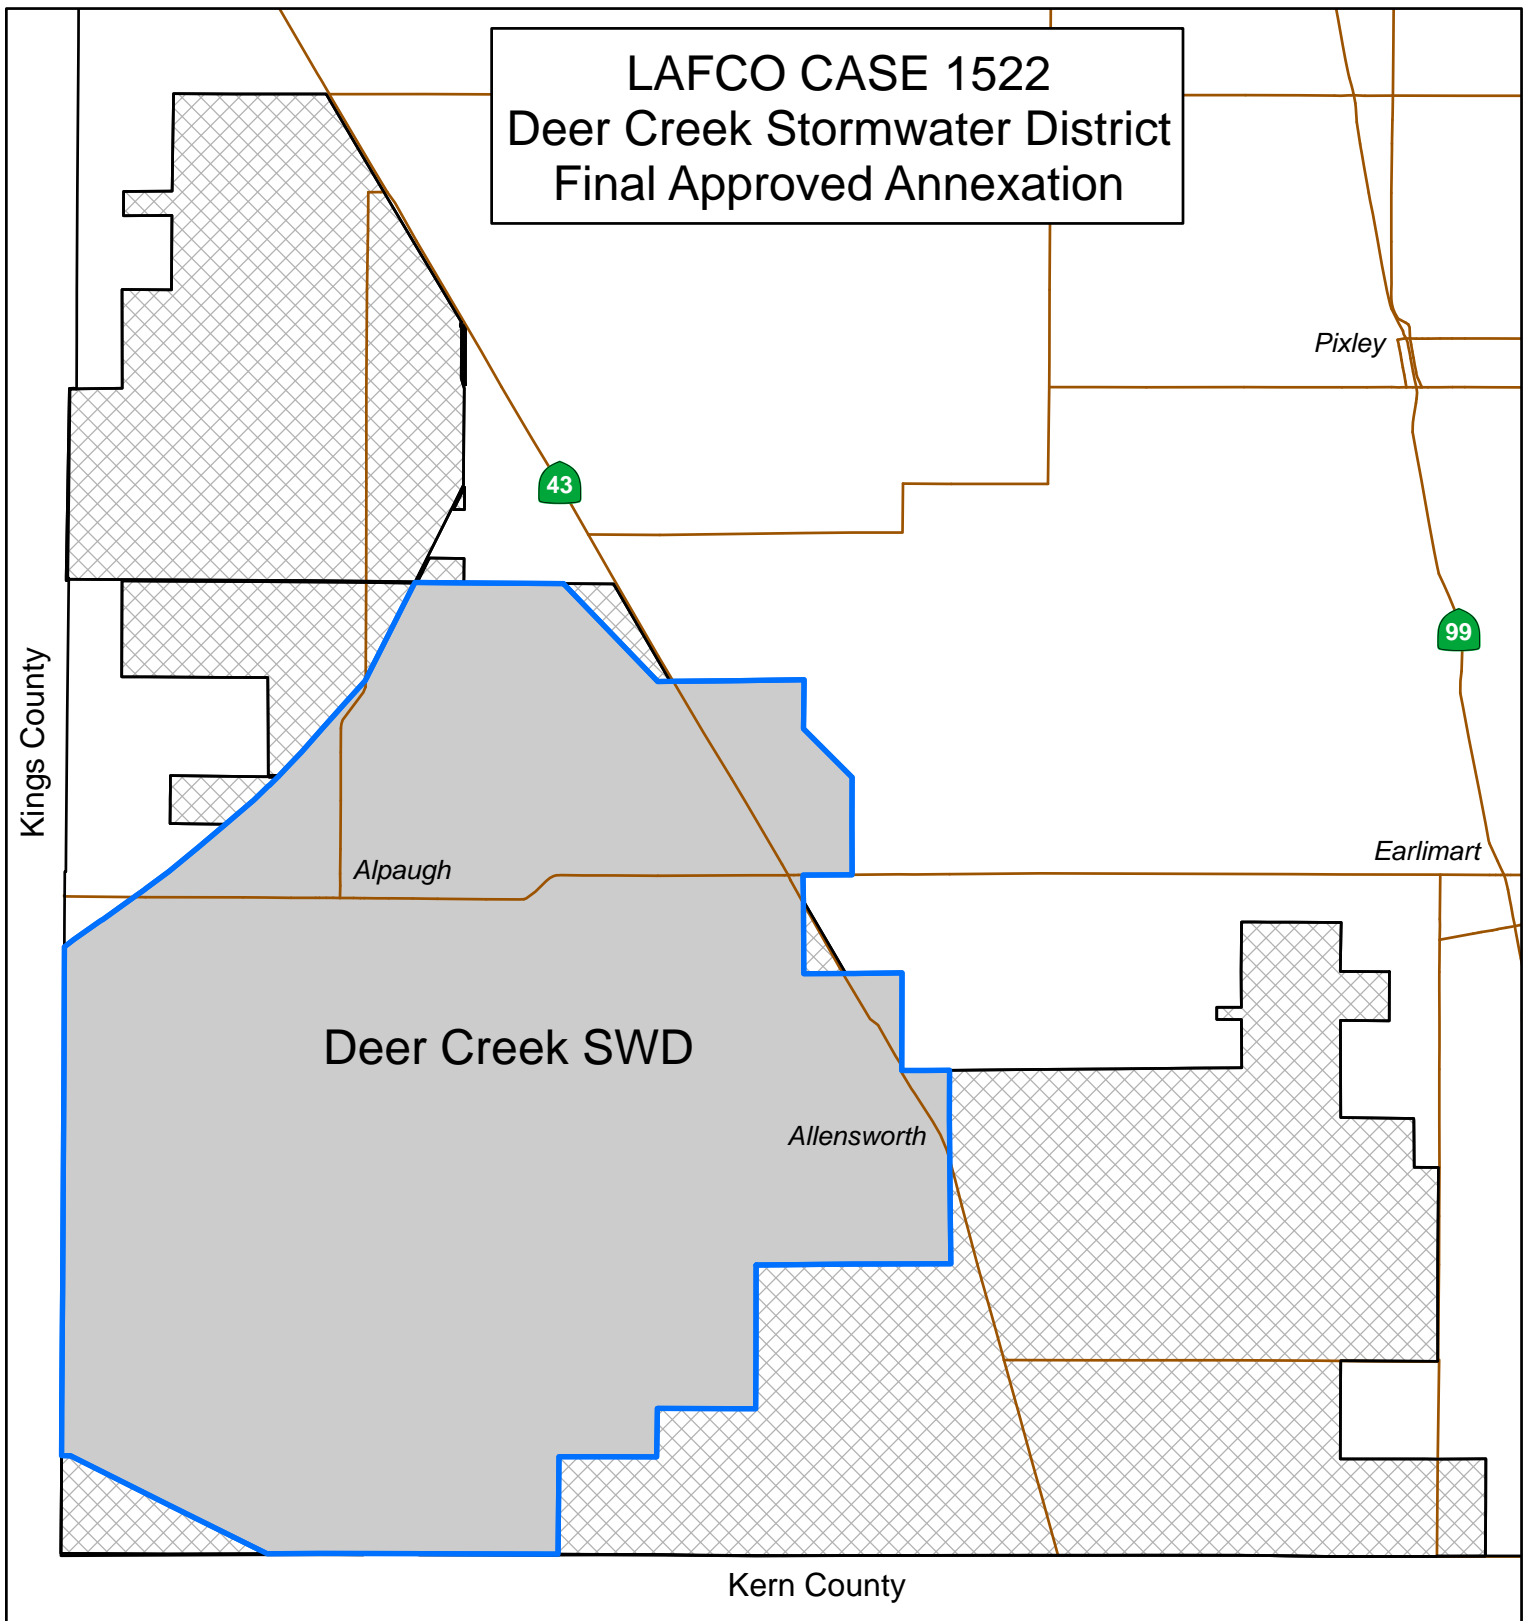 LAFCO CASE 1522
Deer Creek Stormwater District
Final Approved Annexation
Pixley
43
99
Kings County
Earlimart
Alpaugh
Deer Creek SWD
Allensworth
Kern County